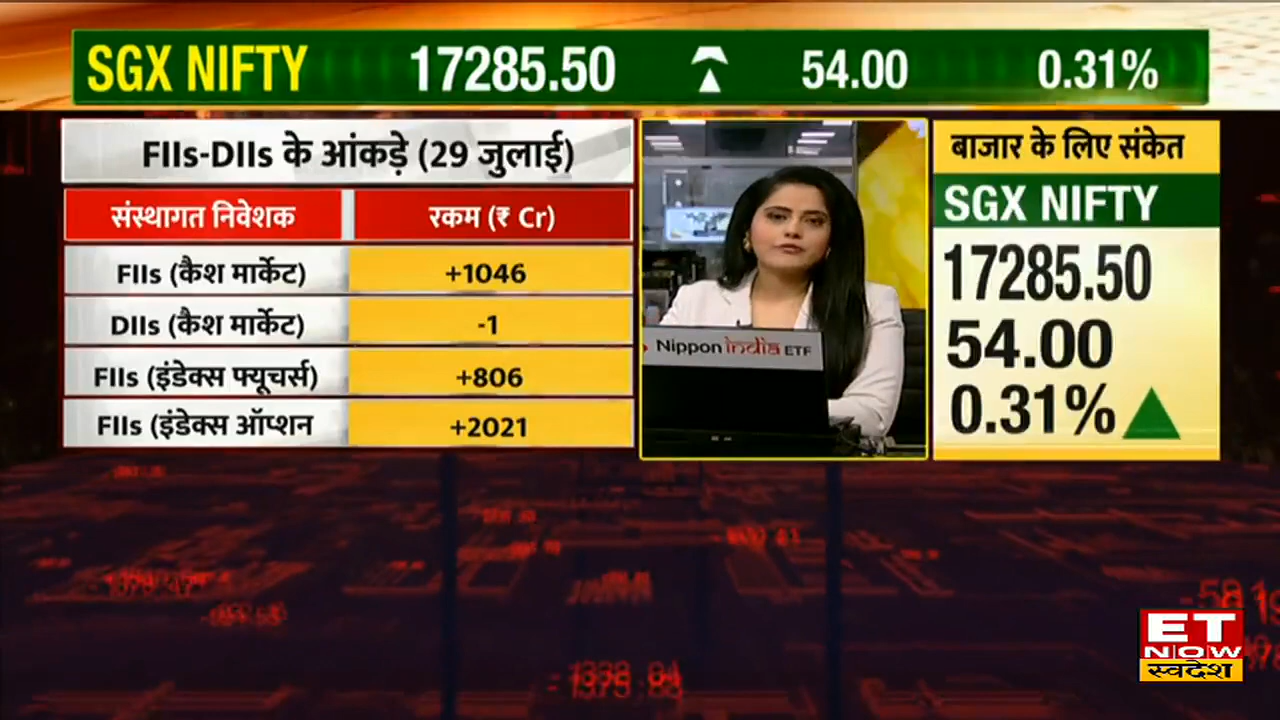 SGX NIFTY 17285.50 54.00 0.31%
FIIs-DIIs के आंकड़े (29 जुलाई)
संस्थागत निवेशक रकम (₹ Cr)
FIIs (कैश मार्केट) +1046
DIIs (कैश मार्केट) -1
FIIs (इंडेक्स फ्यूचर्स) +806
FIIs (इंडेक्स ऑप्शन +2021
Nippon india ETF
बाजार के लिए संकेत
SGX NIFTY
17285.50
54.00
0.31%
ET
NOW
स्वदेश